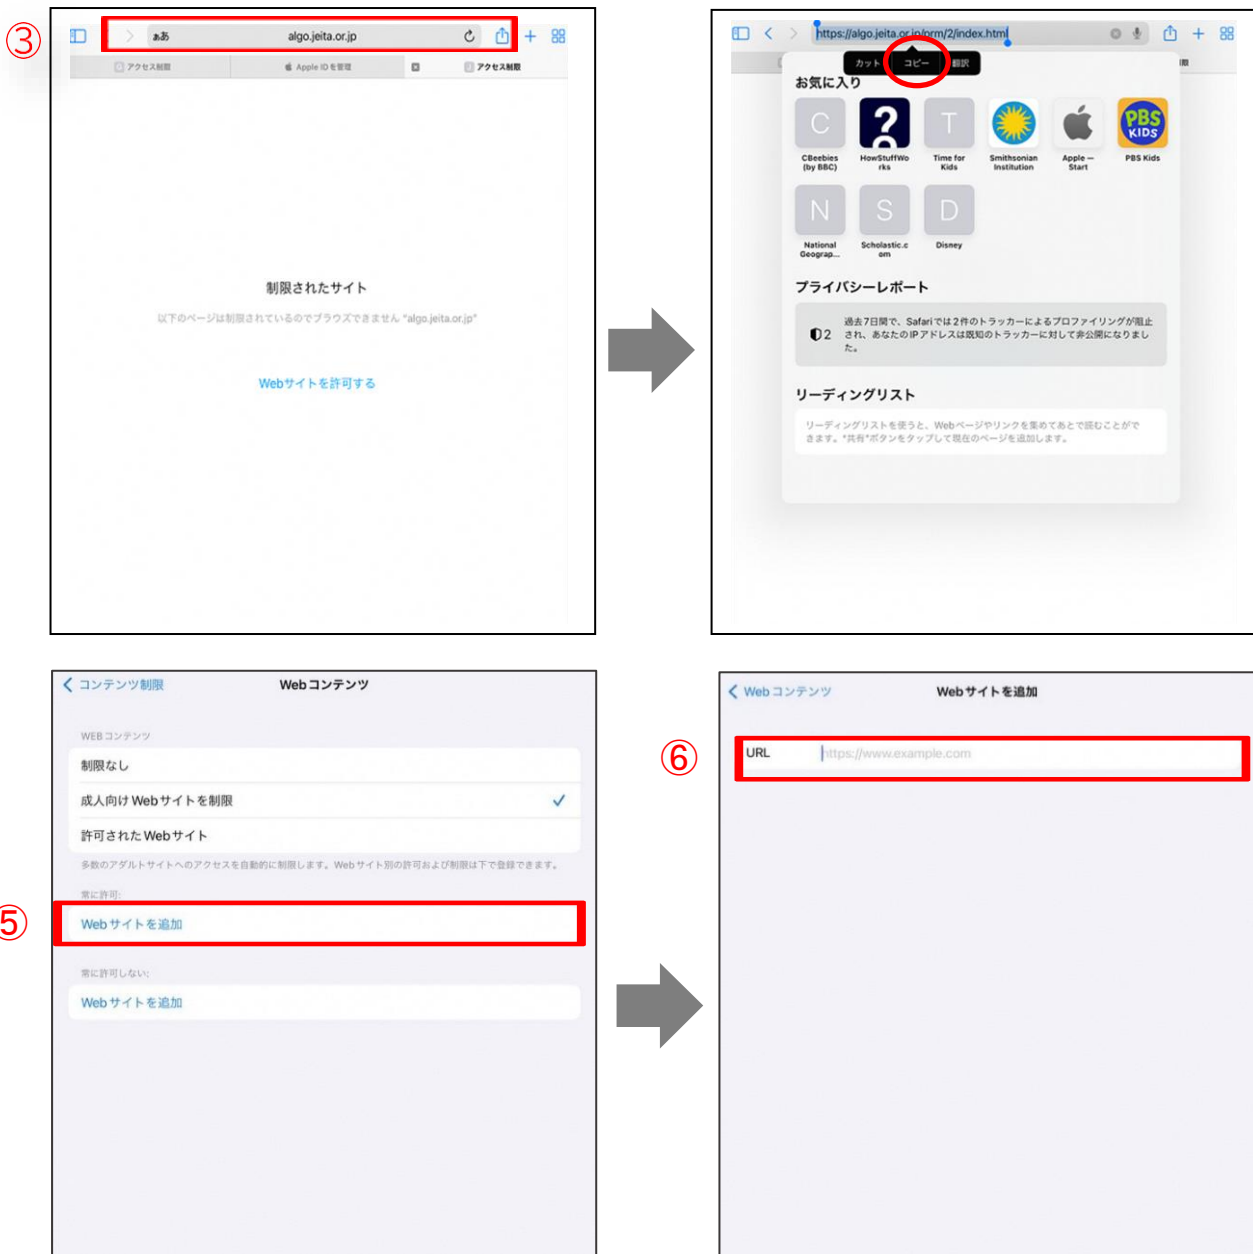 ③
ぁあ
algo.jeita.or.jp
アクセス制限
Apple ID を管理
アクセス制限
制限されたサイト
以下のページは制限されているのでブラウズできません "algo.jeita.or.jp"
Webサイトを許可する
https://algo.jeita.or.jp/prm/2/index.html
カット
コピー
翻訳
お気に入り
C
T
PBS
KIDS
CBeebies
(by BBC)
HowStuffWo
rks
Time for
Kids
Smithsonian
Institution
Apple —
Start
PBS Kids
N
S
D
National
Geograp...
Scholastic.c
om
Disney
プライバシーレポート
2
過去7日間で、Safariでは2件のトラッカーによるプロファイリングが阻止
され、あなたのIPアドレスは既知のトラッカーに対して非公開になりまし
た。
リーディングリスト
リーディングリストを使うと、Webページやリンクを集めてあとで読むことがで
きます。"共有"ボタンをタップして現在のページを追加します。
コンテンツ制限
Webコンテンツ
WEBコンテンツ
制限なし
成人向けWebサイトを制限
許可されたWebサイト
多数のアダルトサイトへのアクセスを自動的に制限します。Webサイト別の許可および制限は下で登録できます。
常に許可:
⑤
Webサイトを追加
常に許可しない:
Webサイトを追加
Webコンテンツ
Webサイトを追加
⑥
URL
https://www.example.com